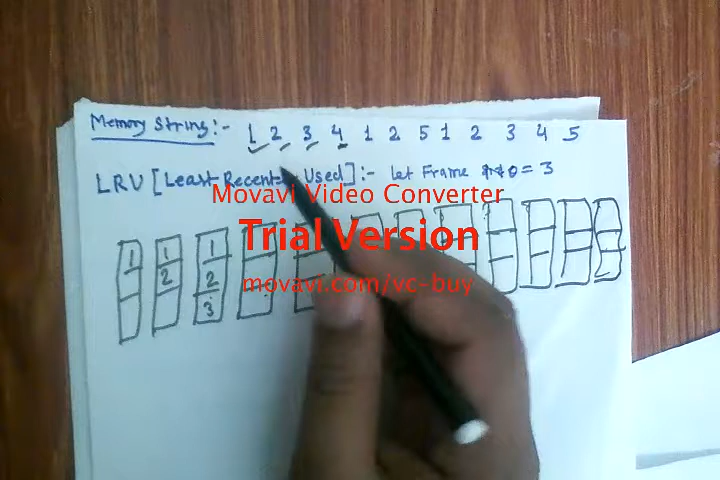 Memory String:- 1 2 3 4 1 2 5 1 2 3 4 5
LRU [Least Recently Used]:- let Frame = 3
Movavi Video Converter
Trial Version
movavi.com/vc-buy
1 1 1
2 2
3